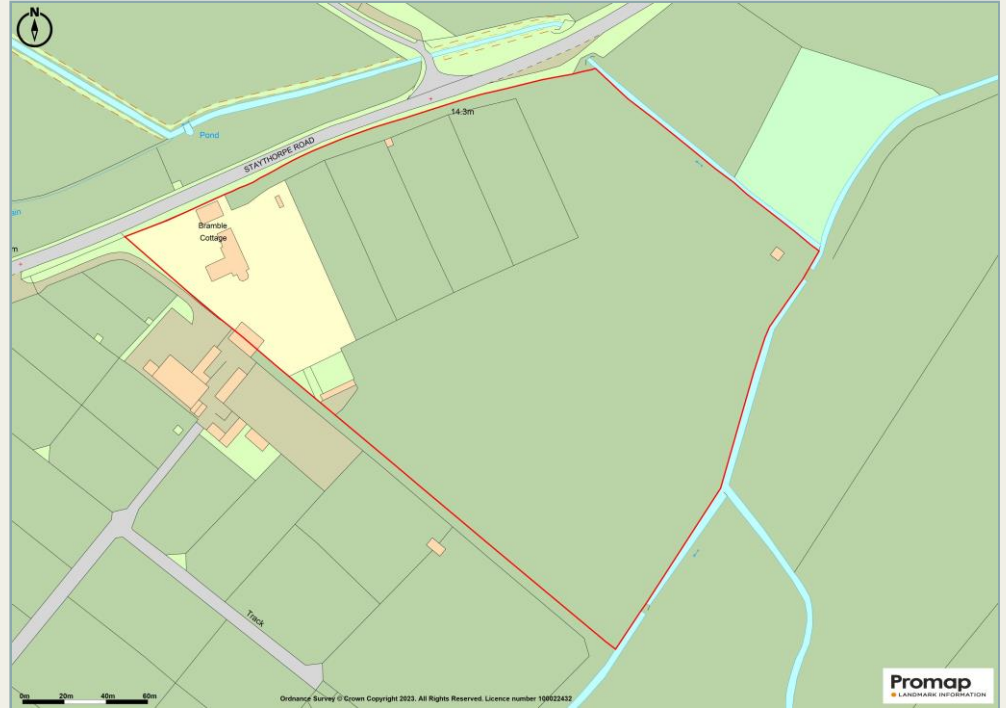 N
14.3m
Pond
STAYTHORPE ROAD
ain
m
Bramble
Cottage
Track
0m 20m 40m 60m
Ordnance Survey © Crown Copyright 2023. All Rights Reserved. Licence number 100022432
Promap
LANDMARK INFORMATION